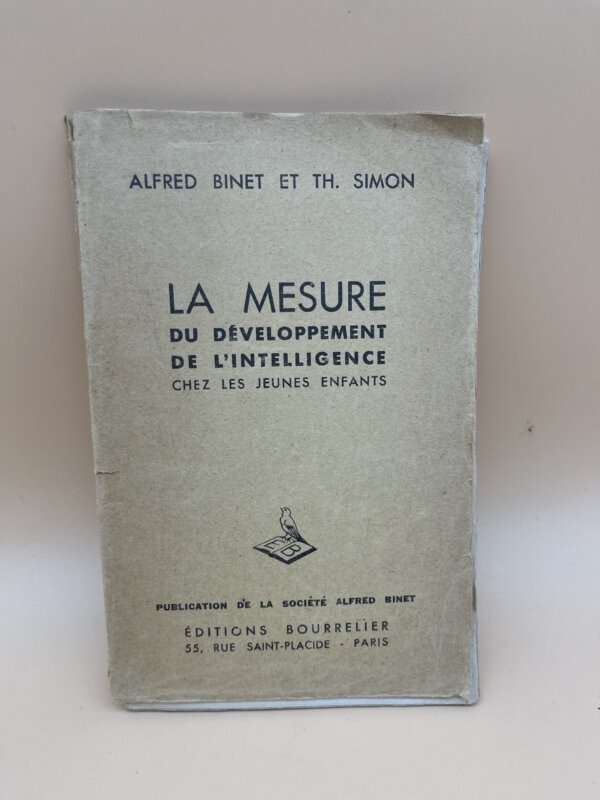 ALFRED BINET ET TH. SIMON
LA MESURE
DU DÉVELOPPEMENT
DE L'INTELLIGENCE
CHEZ LES JEUNES ENFANTS
E B
PUBLICATION DE LA SOCIÉTÉ ALFRED BINET
ÉDITIONS BOURRELIER
55, RUE SAINT-PLACIDE - PARIS